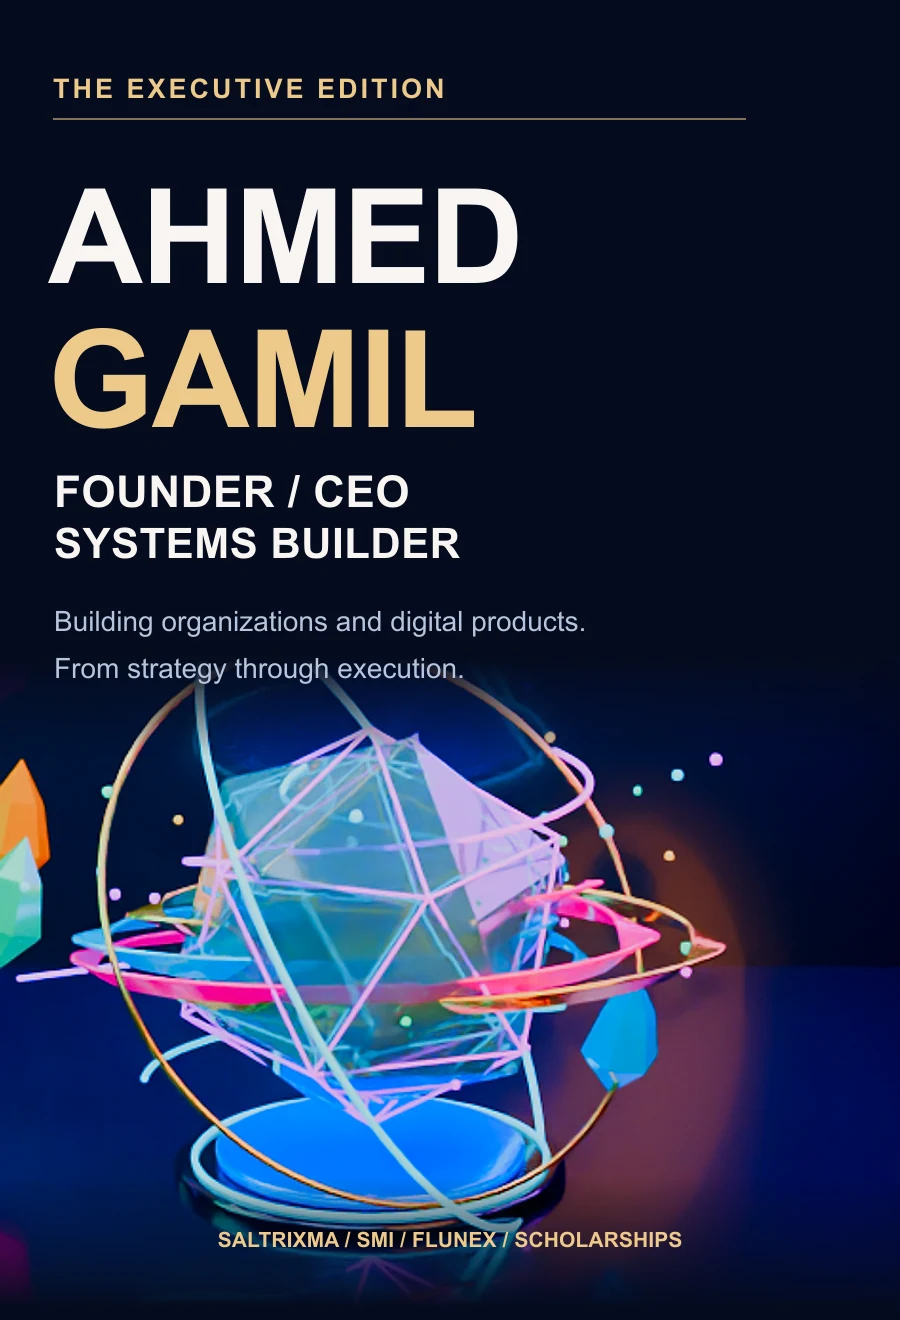 THE EXECUTIVE EDITION
AHMED
GAMIL
FOUNDER / CEO
SYSTEMS BUILDER
Building organizations and digital products.
From strategy through execution.
SALTRIXMA / SMI / FLUNEX / SCHOLARSHIPS